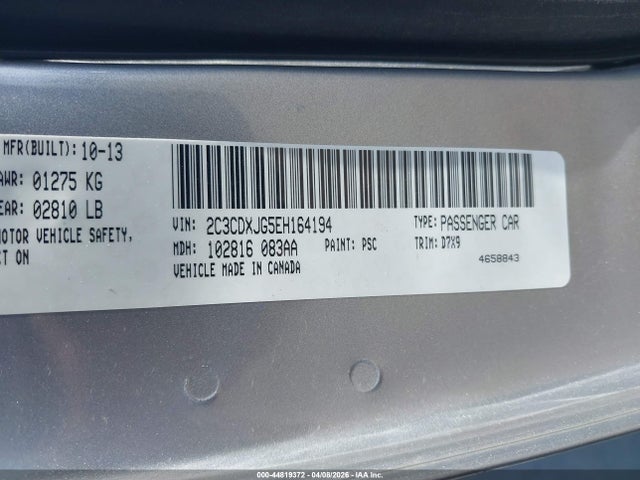 MFR(BUILT): 10-13
AWR: 01275 KG
EAR: 02810 LB
MOTOR VEHICLE SAFETY,
CT ON
VIN: 2C3CDXJG5EH164194
TYPE: PASSENGER CAR
MDH: 102816 083AA
PAINT: PSC
TRIM: D7X9
VEHICLE MADE IN CANADA
4658843
000-44819372 | 04/08/2026 - IAA Inc.